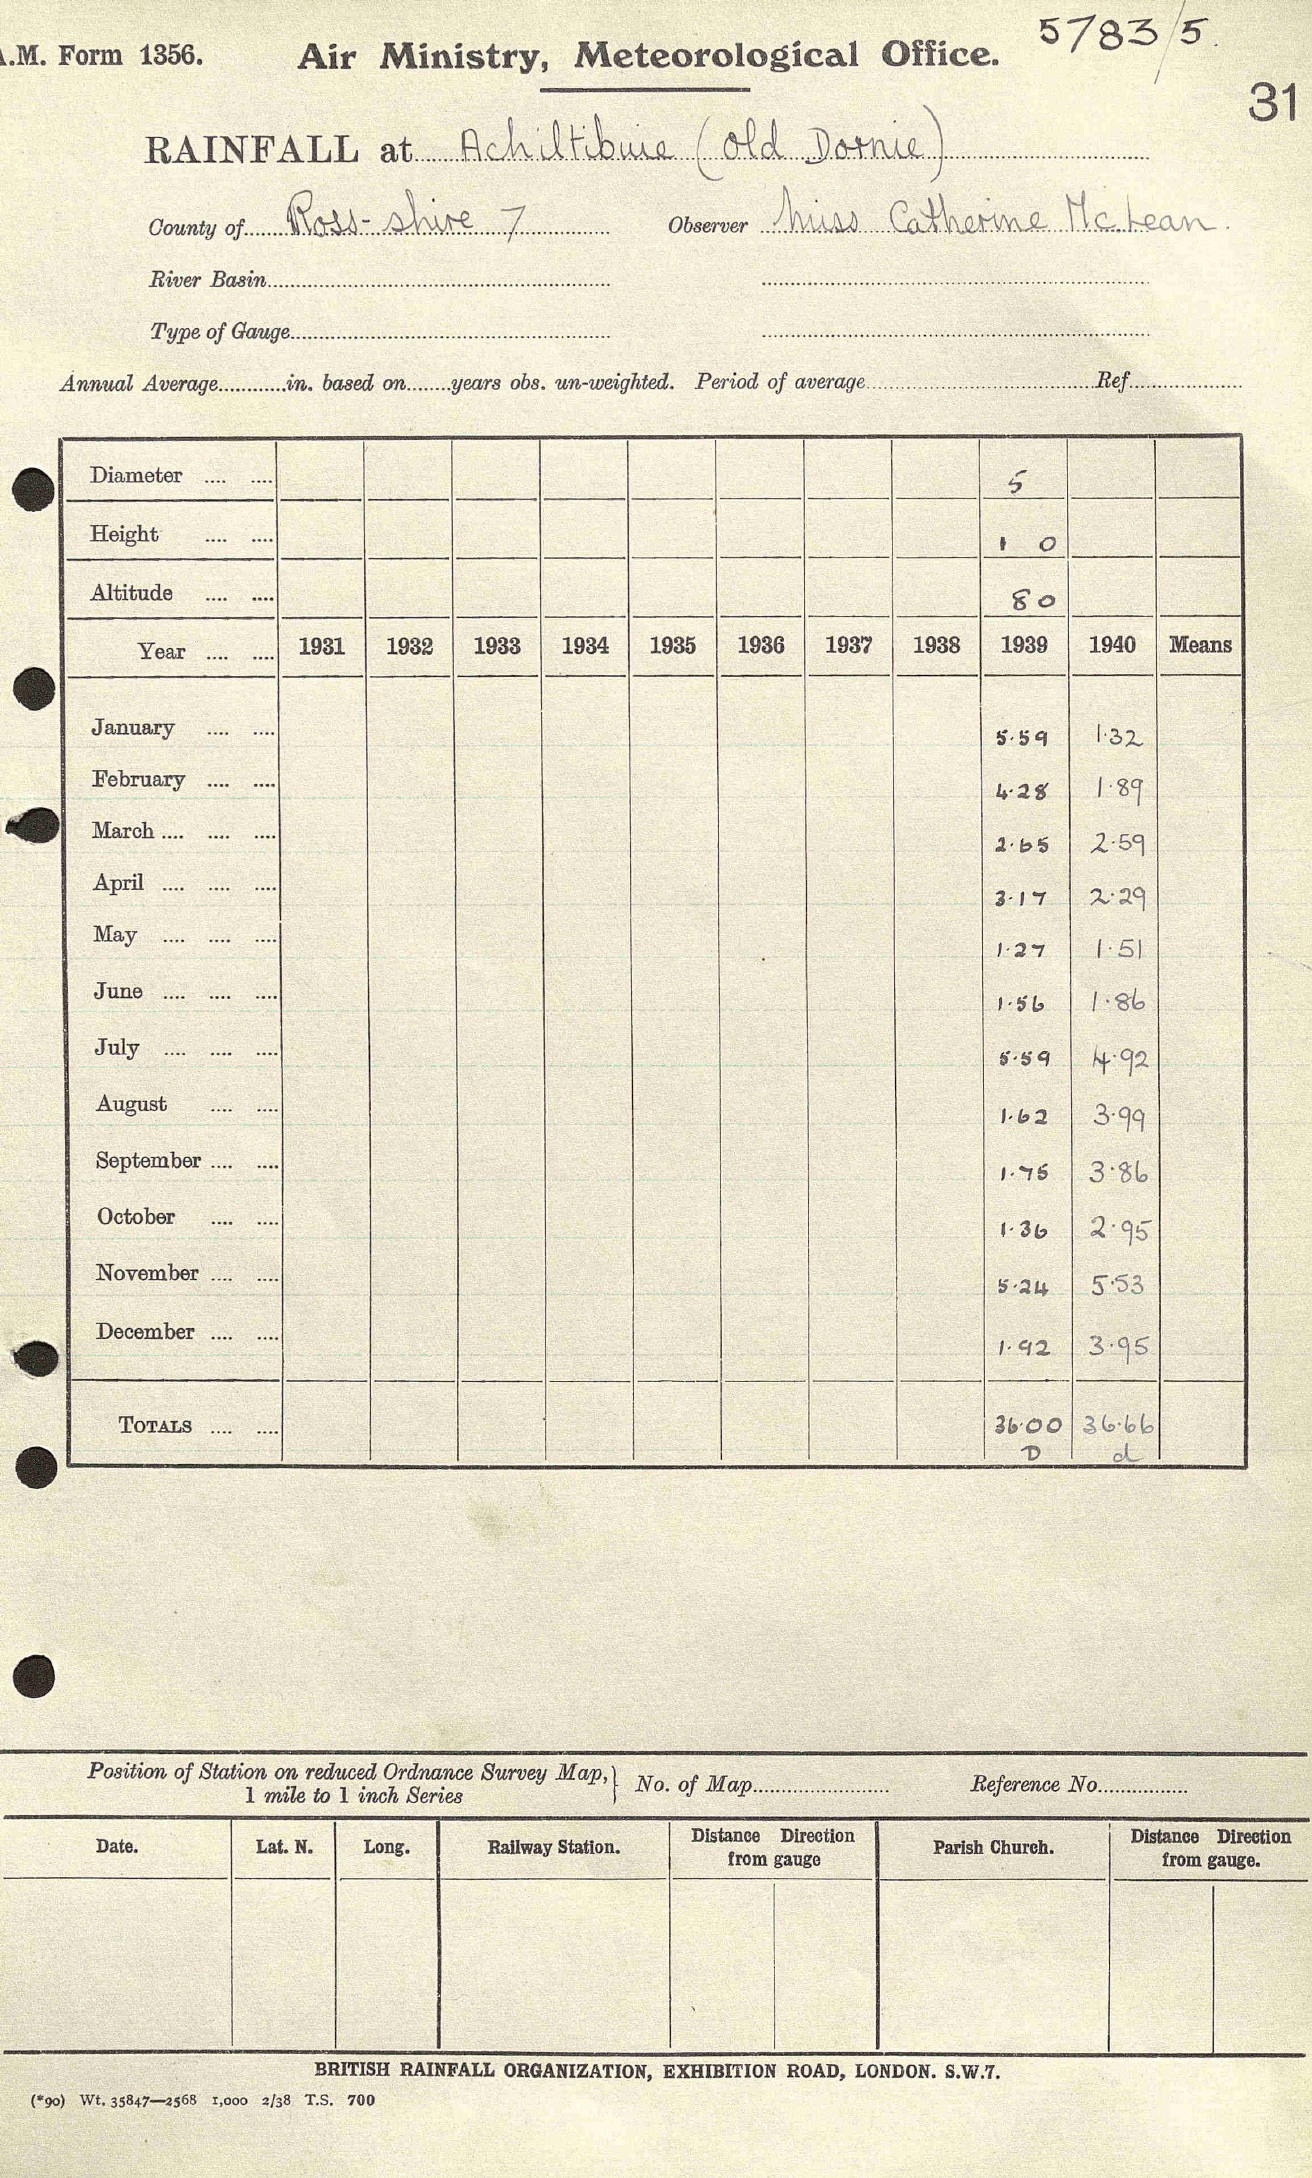 A.M. Form 1356. Air Ministry, Meteorological Office. 5783/5.
31
RAINFALL at Achiltibuie (Old Dornie)
County of Ross-shire 7 Observer Miss Catherine McLean.
River Basin
Type of Gauge
Annual Average in. based on years obs. un-weighted. Period of average Ref
Diameter 5
Height 1 0
Altitude 80
Year 1931 1932 1933 1934 1935 1936 1937 1938 1939 1940 Means
January 5.59 1.32
February 4.28 1.89
March 2.65 2.59
April 3.17 2.29
May 1.27 1.51
June 1.56 1.86
July 5.59 4.92
August 1.62 3.99
September 1.75 3.86
October 1.36 2.95
November 5.24 5.53
December 1.92 3.95
TOTALS 36.00 36.66
D d
Position of Station on reduced Ordnance Survey Map, } No. of Map Reference No
1 mile to 1 inch Series
Date. Lat. N. Long. Railway Station. Distance Direction from gauge Parish Church. Distance Direction from gauge.
BRITISH RAINFALL ORGANIZATION, EXHIBITION ROAD, LONDON. S.W.7.
(*90) Wt. 35847—2568 1,000 2/38 T.S. 700